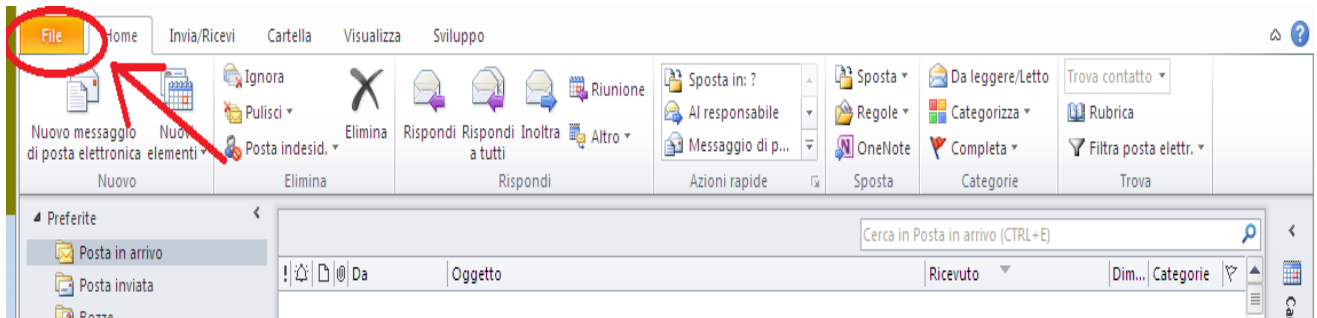 File Home Invia/Ricevi Cartella Visualizza Sviluppo
Nuovo messaggio di posta elettronica
Nuovi elementi
Nuovo
Ignora
Pulisci
Posta indesid.
Elimina
Elimina
Rispondi
Rispondi a tutti
Inoltra
Riunione
Altro
Rispondi
Sposta in: ?
Al responsabile
Messaggio di p...
Azioni rapide
Sposta
Regole
OneNote
Sposta
Da leggere/Letto
Categorizza
Completa
Categorie
Trova contatto
Rubrica
Filtra posta elettr.
Trova
Preferite
Posta in arrivo
Posta inviata
Bozze
Cerca in Posta in arrivo (CTRL+E)
Da Oggetto Ricevuto Dim... Categorie
Ca